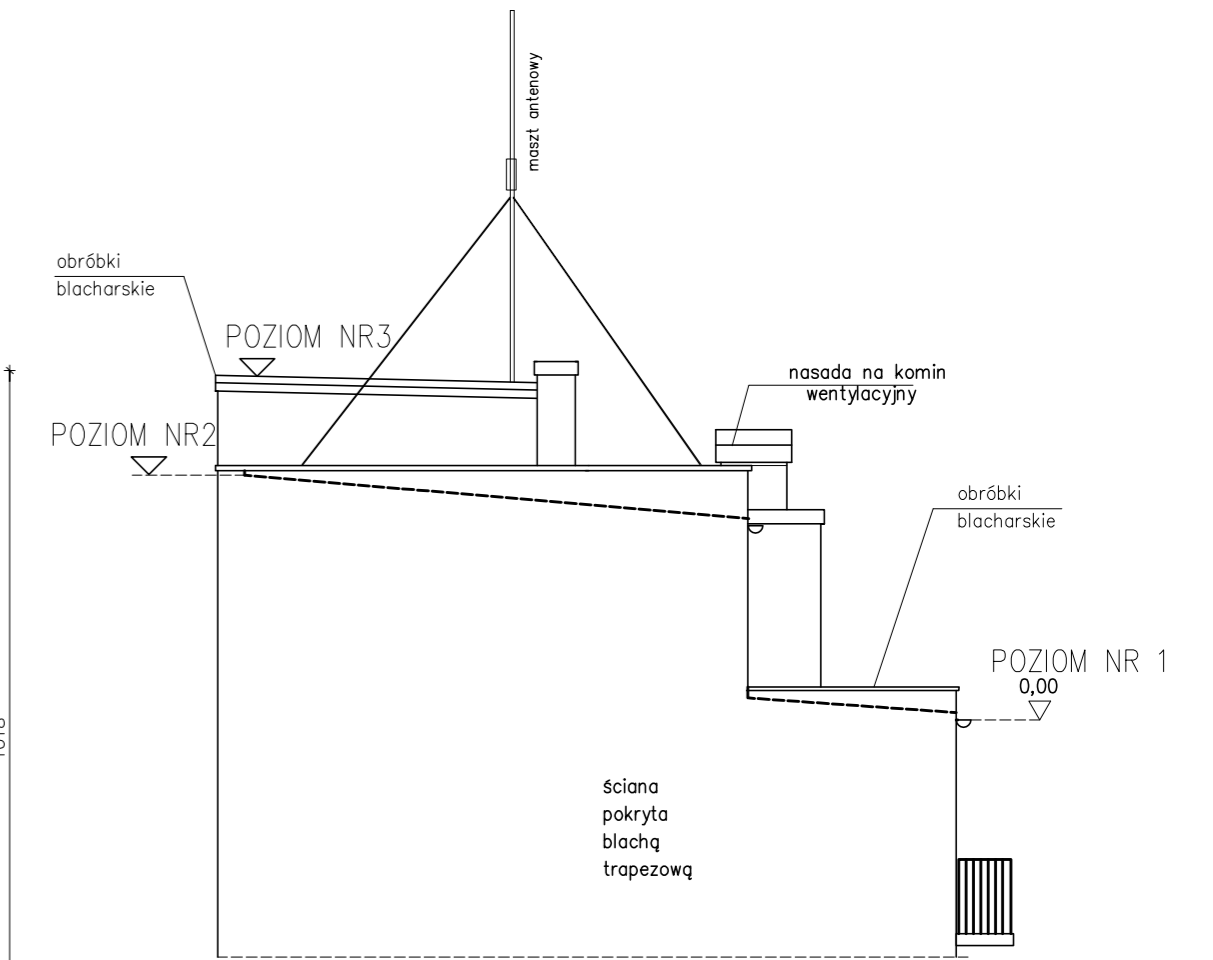 maszt antenowy
obróbki
blacharskie
POZIOM NR3
nasada na komin
wentylacyjny
POZIOM NR2
obróbki
blacharskie
POZIOM NR 1
0,00
ściana
pokryta
blachą
trapezową